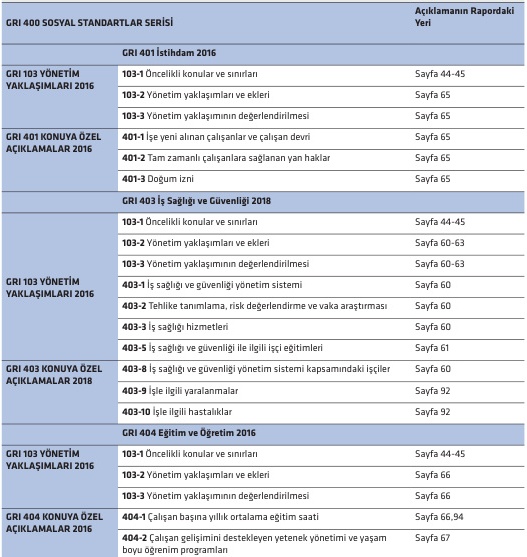 GRI 400 SOSYAL STANDARTLAR SERİSİ
Açıklamanın Rapordaki
Yeri
GRI 401 İstihdam 2016
GRI 103 YÖNETİM
YAKLAŞIMLARI 2016
103-1 Öncelikli konular ve sınırları
Sayfa 44-45
103-2 Yönetim yaklaşımları ve ekleri
Sayfa 65
103-3 Yönetim yaklaşımının değerlendirilmesi
Sayfa 65
GRI 401 KONUYA ÖZEL
AÇIKLAMALAR 2016
401-1 İşe yeni alınan çalışanlar ve çalışan devri
Sayfa 65
401-2 Tam zamanlı çalışanlara sağlanan yan haklar
Sayfa 65
401-3 Doğum izni
Sayfa 65
GRI 403 İş Sağlığı ve Güvenliği 2018
GRI 103 YÖNETİM
YAKLAŞIMLARI 2016
103-1 Öncelikli konular ve sınırları
Sayfa 44-45
103-2 Yönetim yaklaşımları ve ekleri
Sayfa 60-63
103-3 Yönetim yaklaşımının değerlendirilmesi
Sayfa 60-63
403-1 İş sağlığı ve güvenliği yönetim sistemi
Sayfa 60
403-2 Tehlike tanımlama, risk değerlendirme ve vaka araştırması
Sayfa 60
403-3 İş sağlığı hizmetleri
Sayfa 60
403-5 İş sağlığı ve güvenliği ile ilgili işçi eğitimleri
Sayfa 61
GRI 403 KONUYA ÖZEL
AÇIKLAMALAR 2018
403-8 İş sağlığı ve güvenliği yönetim sistemi kapsamındaki işçiler
Sayfa 60
403-9 İşle ilgili yaralanmalar
Sayfa 92
403-10 İşle ilgili hastalıklar
Sayfa 92
GRI 404 Eğitim ve Öğretim 2016
GRI 103 YÖNETİM
YAKLAŞIMLARI 2016
103-1 Öncelikli konular ve sınırları
Sayfa 44-45
103-2 Yönetim yaklaşımları ve ekleri
Sayfa 66
103-3 Yönetim yaklaşımının değerlendirilmesi
Sayfa 66
GRI 404 KONUYA ÖZEL
AÇIKLAMALAR 2016
404-1 Çalışan başına yıllık ortalama eğitim saati
Sayfa 66,94
404-2 Çalışan gelişimini destekleyen yetenek yönetimi ve yaşam
boyu öğrenim programları
Sayfa 67